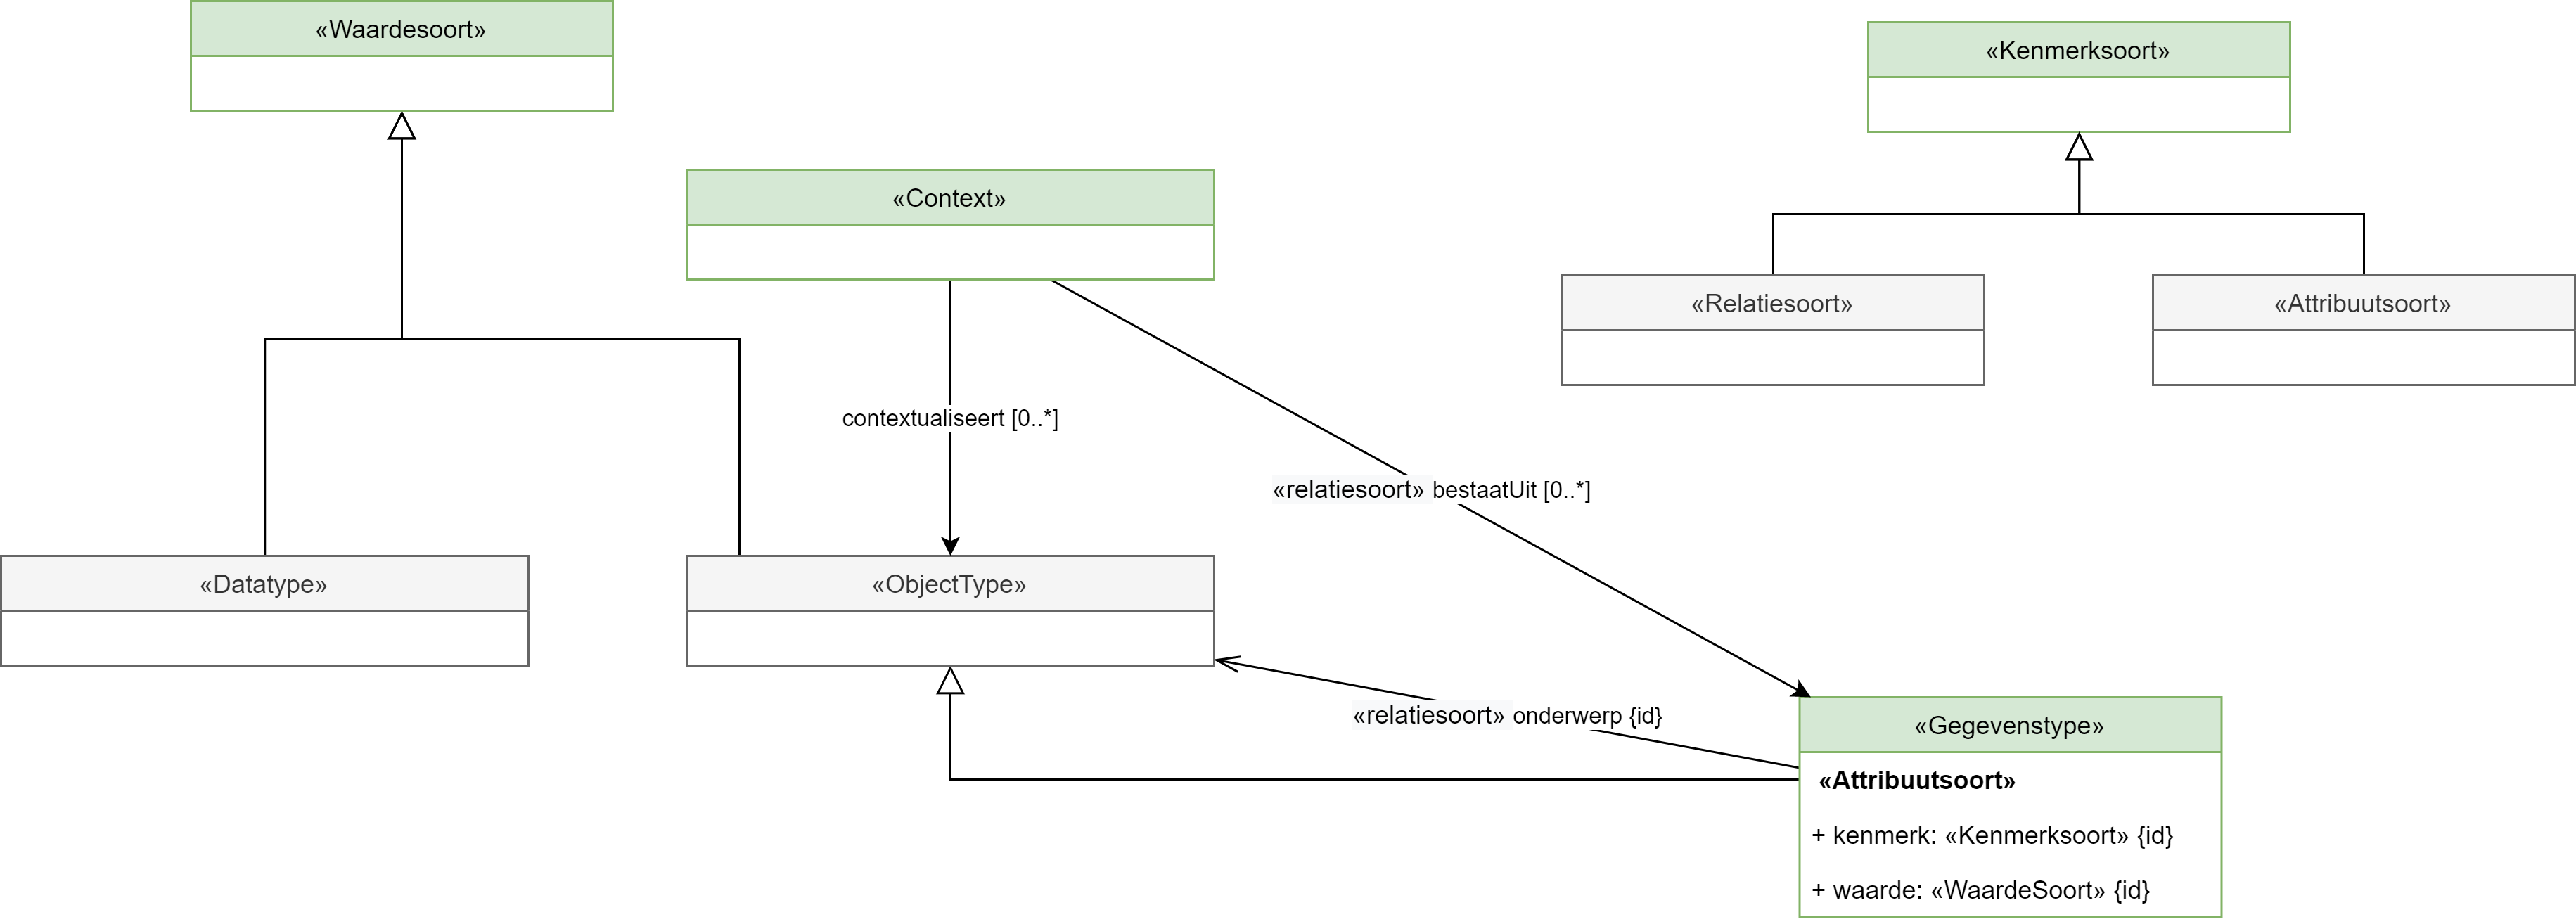 «Waardesoort»
«Kenmerksoort»
«Context»
«Relatiesoort»
«Attribuutsoort»
contextualiseert [0..*]
«relatiesoort» bestaatUit [0..*]
«Datatype»
«ObjectType»
«relatiesoort» onderwerp {id}
«Gegevenstype»
«Attribuutsoort»
+ kenmerk: «Kenmerksoort» {id}
+ waarde: «WaardeSoort» {id}